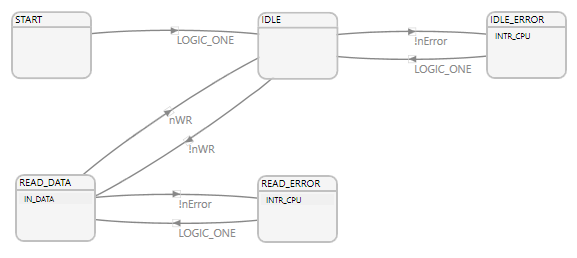 START
IDLE
IDLE_ERROR
INTR_CPU
LOGIC_ONE
!nError
LOGIC_ONE
nWR
!nWR
READ_DATA
IN_DATA
READ_ERROR
INTR_CPU
!nError
LOGIC_ONE